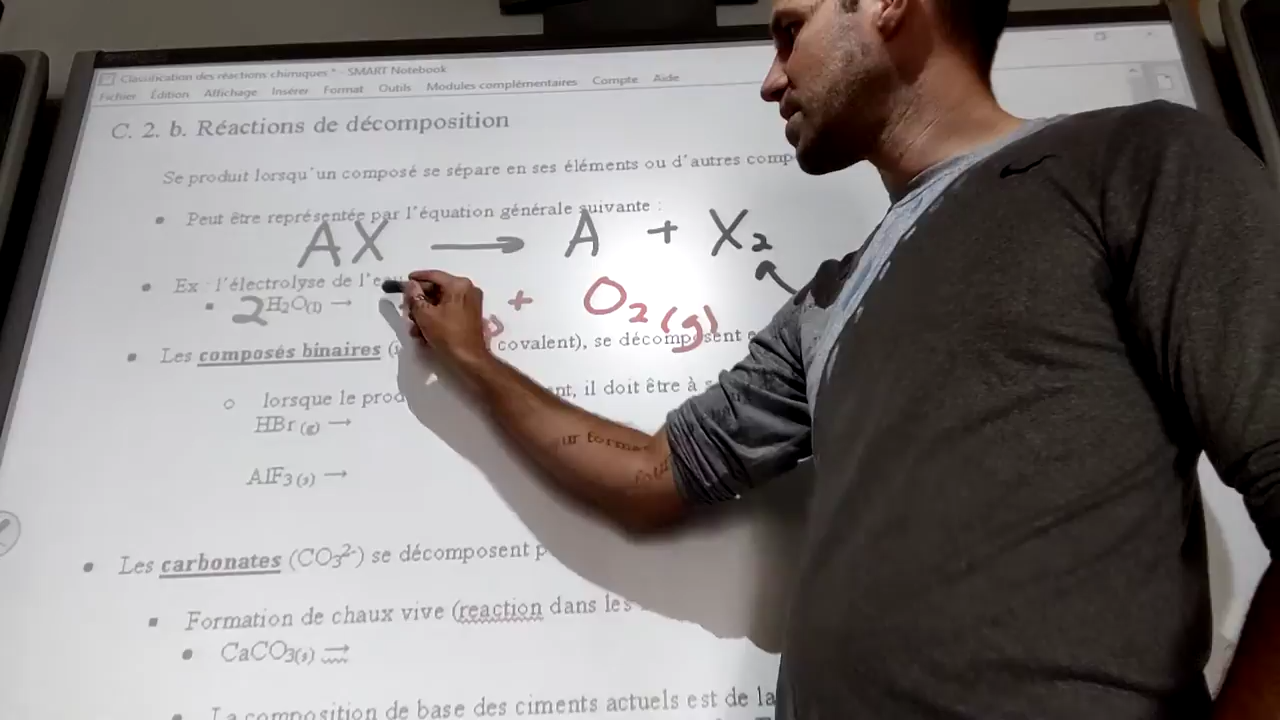 Classification des réactions chimiques * - SMART Notebook
Fichier Édition Affichage Insérer Format Outils Modules complémentaires Compte Aide
C. 2. b. Réactions de décomposition
Se produit lorsqu'un composé se sépare en ses éléments ou d'autres comp
• Peut être représentée par l'équation générale suivante :
AX → A + X2
• Ex : l'électrolyse de l'eau
▪ 2H2O(l) → + O2(g)
• Les composés binaires ( covalent), se décomposent
○ lorsque le prod il doit être à
HBr(g) →
AlF3(s) →
• Les carbonates (CO3²⁻) se décomposent
▪ Formation de chaux vive (reaction dans les
• CaCO3(s) →
▪ La composition de base des ciments actuels est de la